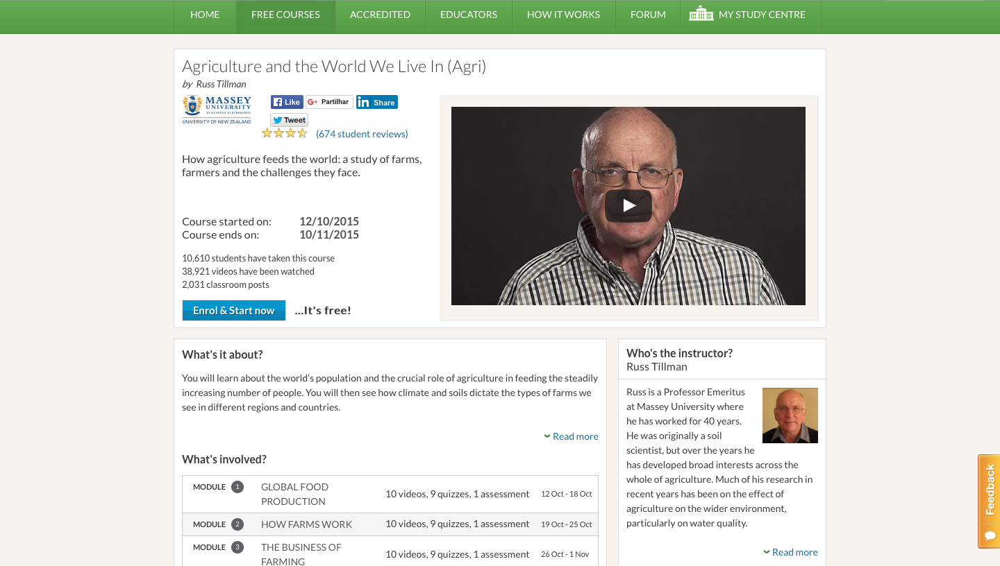 HOME FREE COURSES ACCREDITED EDUCATORS HOW IT WORKS FORUM MY STUDY CENTRE
Agriculture and the World We Live In (Agri)
by Russ Tillman
MASSEY
UNIVERSITY
TE KUNENGA KI PŪREHUROA
UNIVERSITY OF NEW ZEALAND
Like Partilhar Share
Tweet
(674 student reviews)
How agriculture feeds the world: a study of farms,
farmers and the challenges they face.
Course started on: 12/10/2015
Course ends on: 10/11/2015
10,610 students have taken this course
38,921 videos have been watched
2,031 classroom posts
Enrol & Start now ...It's free!
What's it about?
You will learn about the world's population and the crucial role of agriculture in feeding the steadily
increasing number of people. You will then see how climate and soils dictate the types of farms we
see in different regions and countries.
Read more
What's involved?
MODULE 1 GLOBAL FOOD
PRODUCTION
10 videos, 9 quizzes, 1 assessment 12 Oct - 18 Oct
MODULE 2 HOW FARMS WORK 10 videos, 9 quizzes, 1 assessment 19 Oct - 25 Oct
MODULE 3 THE BUSINESS OF
FARMING
10 videos, 9 quizzes, 1 assessment 26 Oct - 1 Nov
Who's the instructor?
Russ Tillman
Russ is a Professor Emeritus
at Massey University where
he has worked for 40 years.
He was originally a soil
scientist, but over the years he
has developed broad interests across the
whole of agriculture. Much of his research in
recent years has been on the effect of
agriculture on the wider environment,
particularly on water quality.
Read more
Feedback